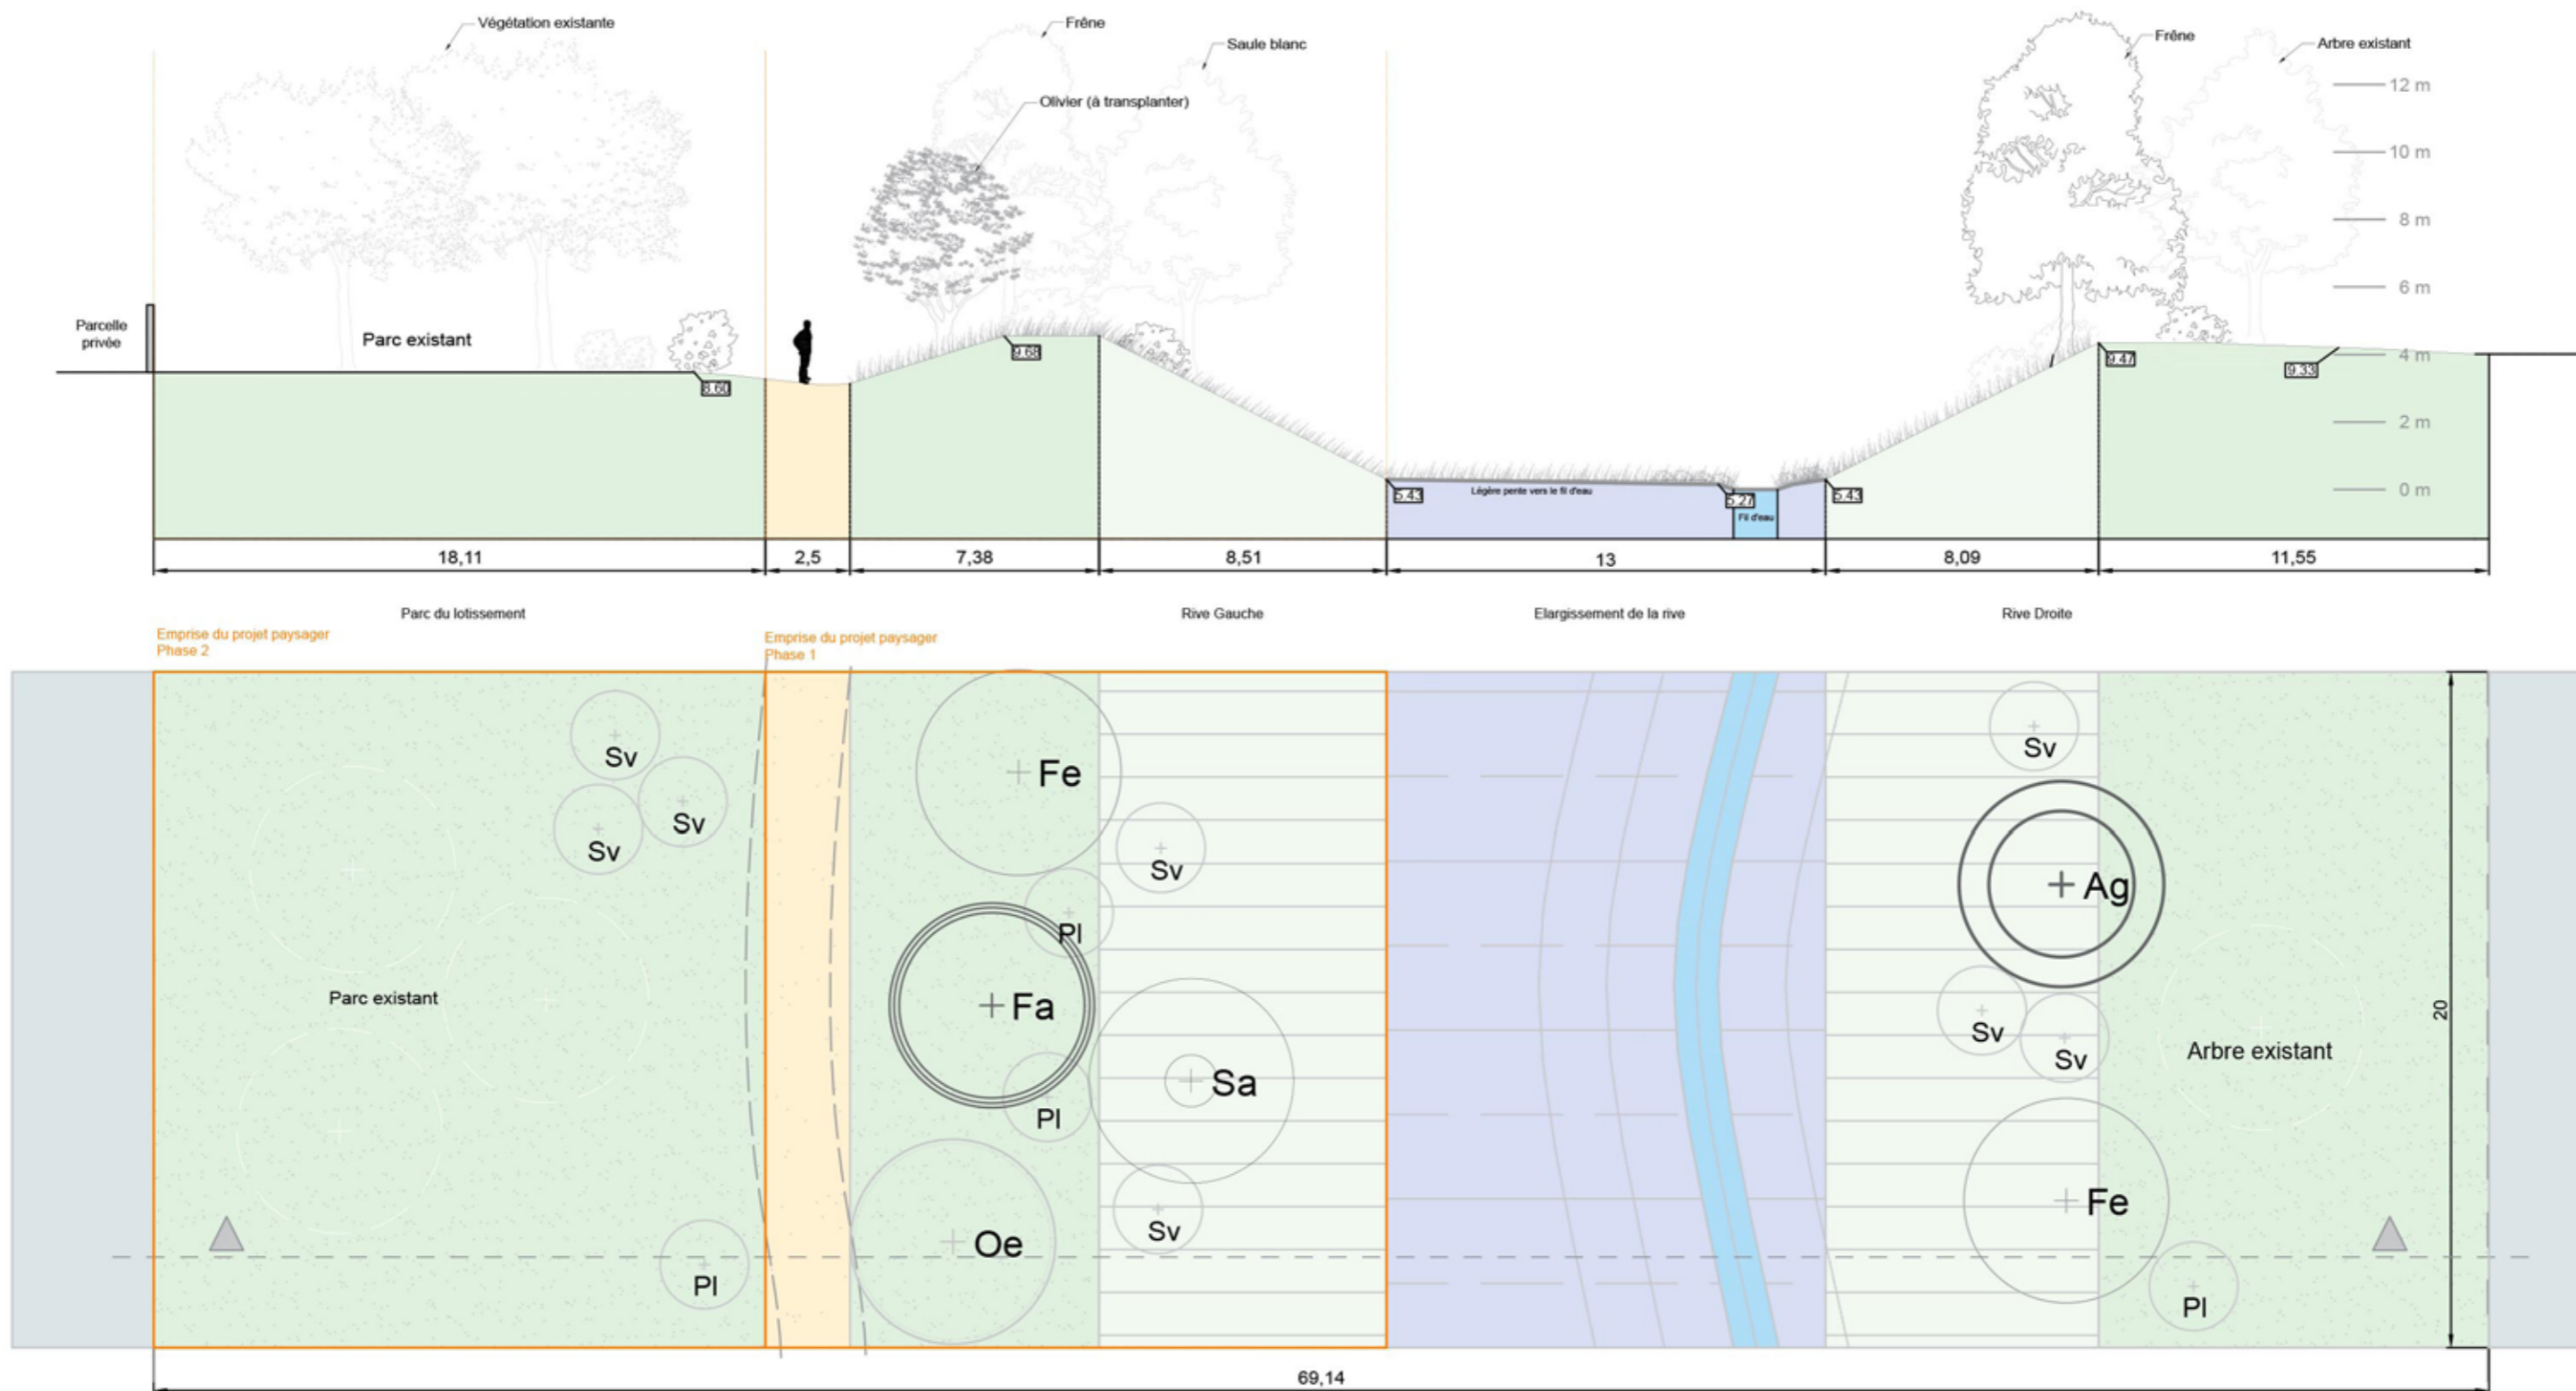 Végétation existante
Frêne
Saule blanc
Olivier (à transplanter)
Frêne
Arbre existant
12 m
10 m
8 m
6 m
4 m
2 m
0 m
Parcelle
privée
Parc existant
8.60
9.68
5.43
Légère pente vers le fil d'eau
5.27
Fil d'eau
5.43
9.47
9.33
18,11
2,5
7,38
8,51
13
8,09
11,55
Parc du lotissement
Rive Gauche
Elargissement de la rive
Rive Droite
Emprise du projet paysager
Phase 2
Emprise du projet paysager
Phase 1
Sv
Sv
Sv
Fe
Sv
Pl
Fa
Parc existant
Pl
Sa
Sv
Oe
Pl
Sv
Ag
Sv
Sv
Arbre existant
Fe
Pl
20
69,14